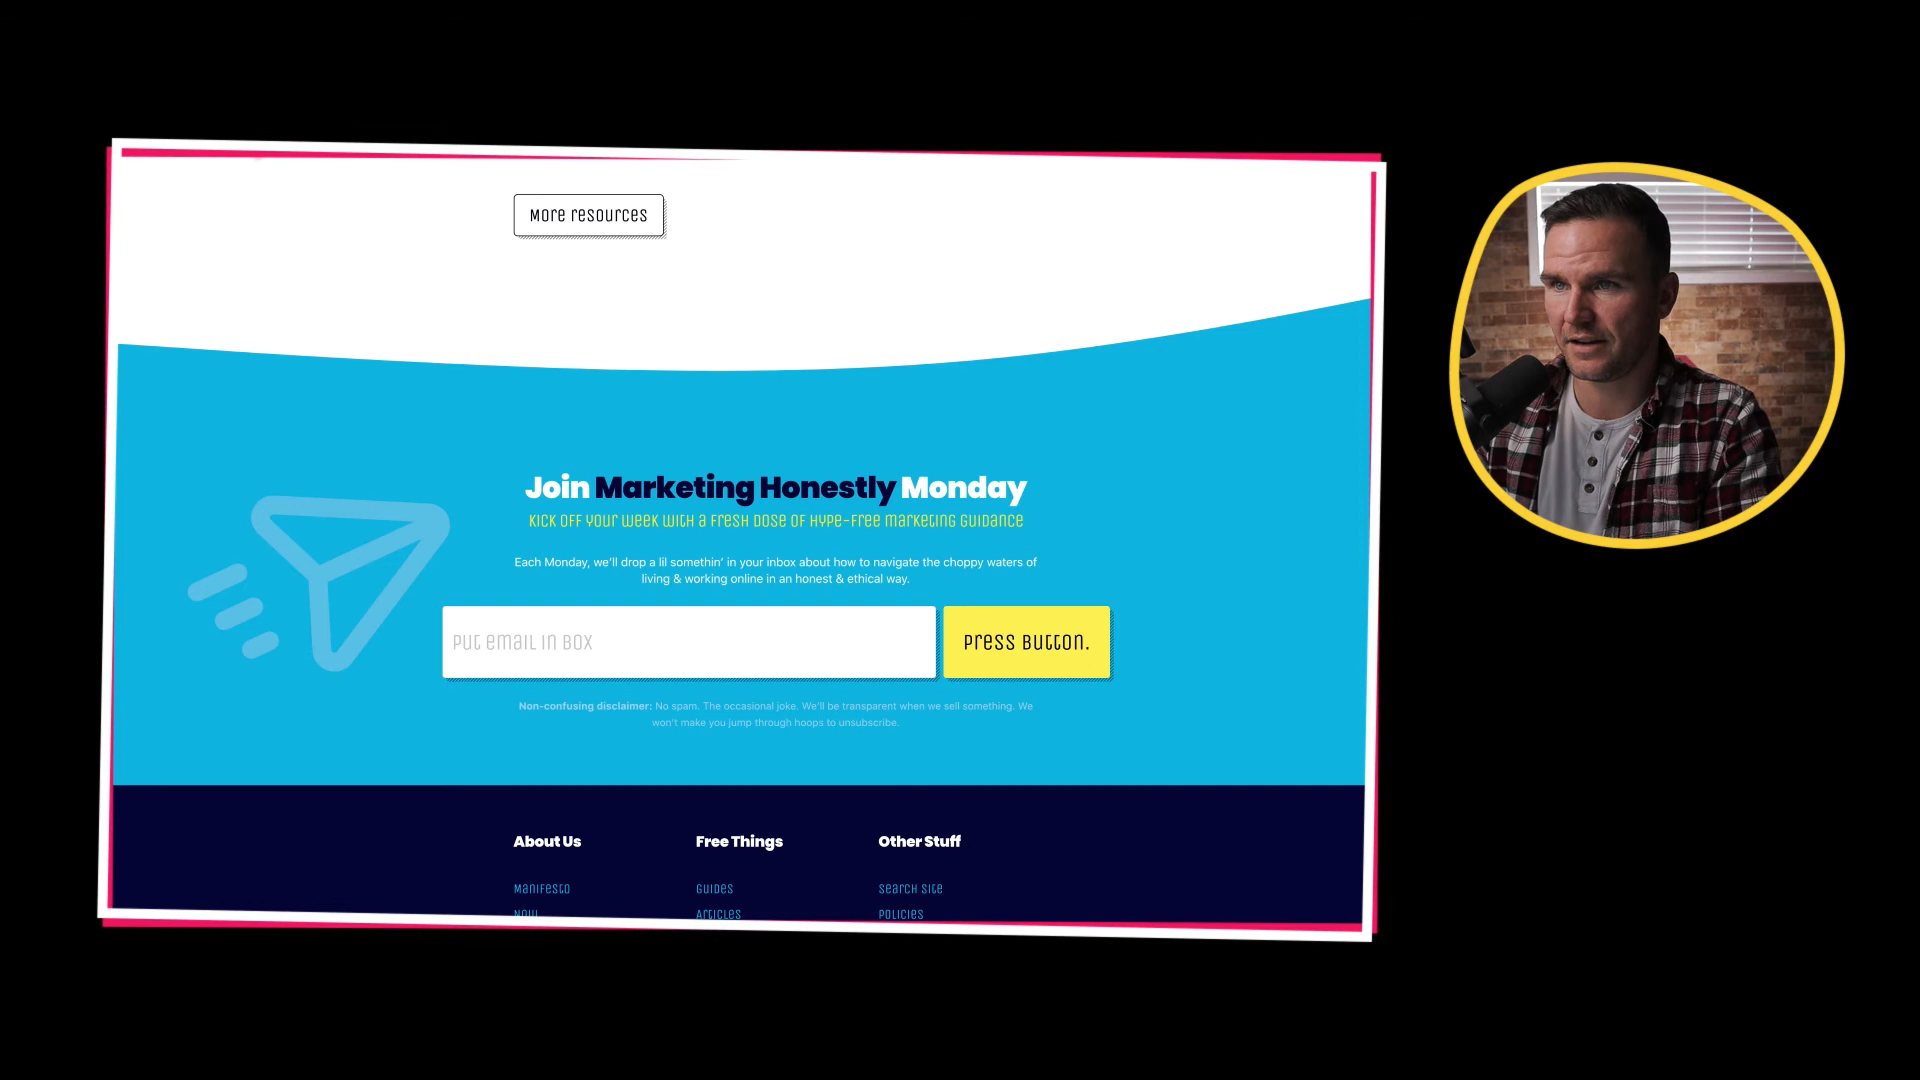 More resources
Join Marketing Honestly Monday
Kick off your week with a fresh dose of hype-free marketing guidance
Each Monday, we'll drop a lil somethin' in your inbox about how to navigate the choppy waters of
living & working online in an honest & ethical way.
Put email in box
Press Button.
Non-confusing disclaimer: No spam. The occasional joke. We'll be transparent when we sell something. We
won't make you jump through hoops to unsubscribe.
About Us
Free Things
Other Stuff
Manifesto
Guides
Search Site
Now
Articles
Policies